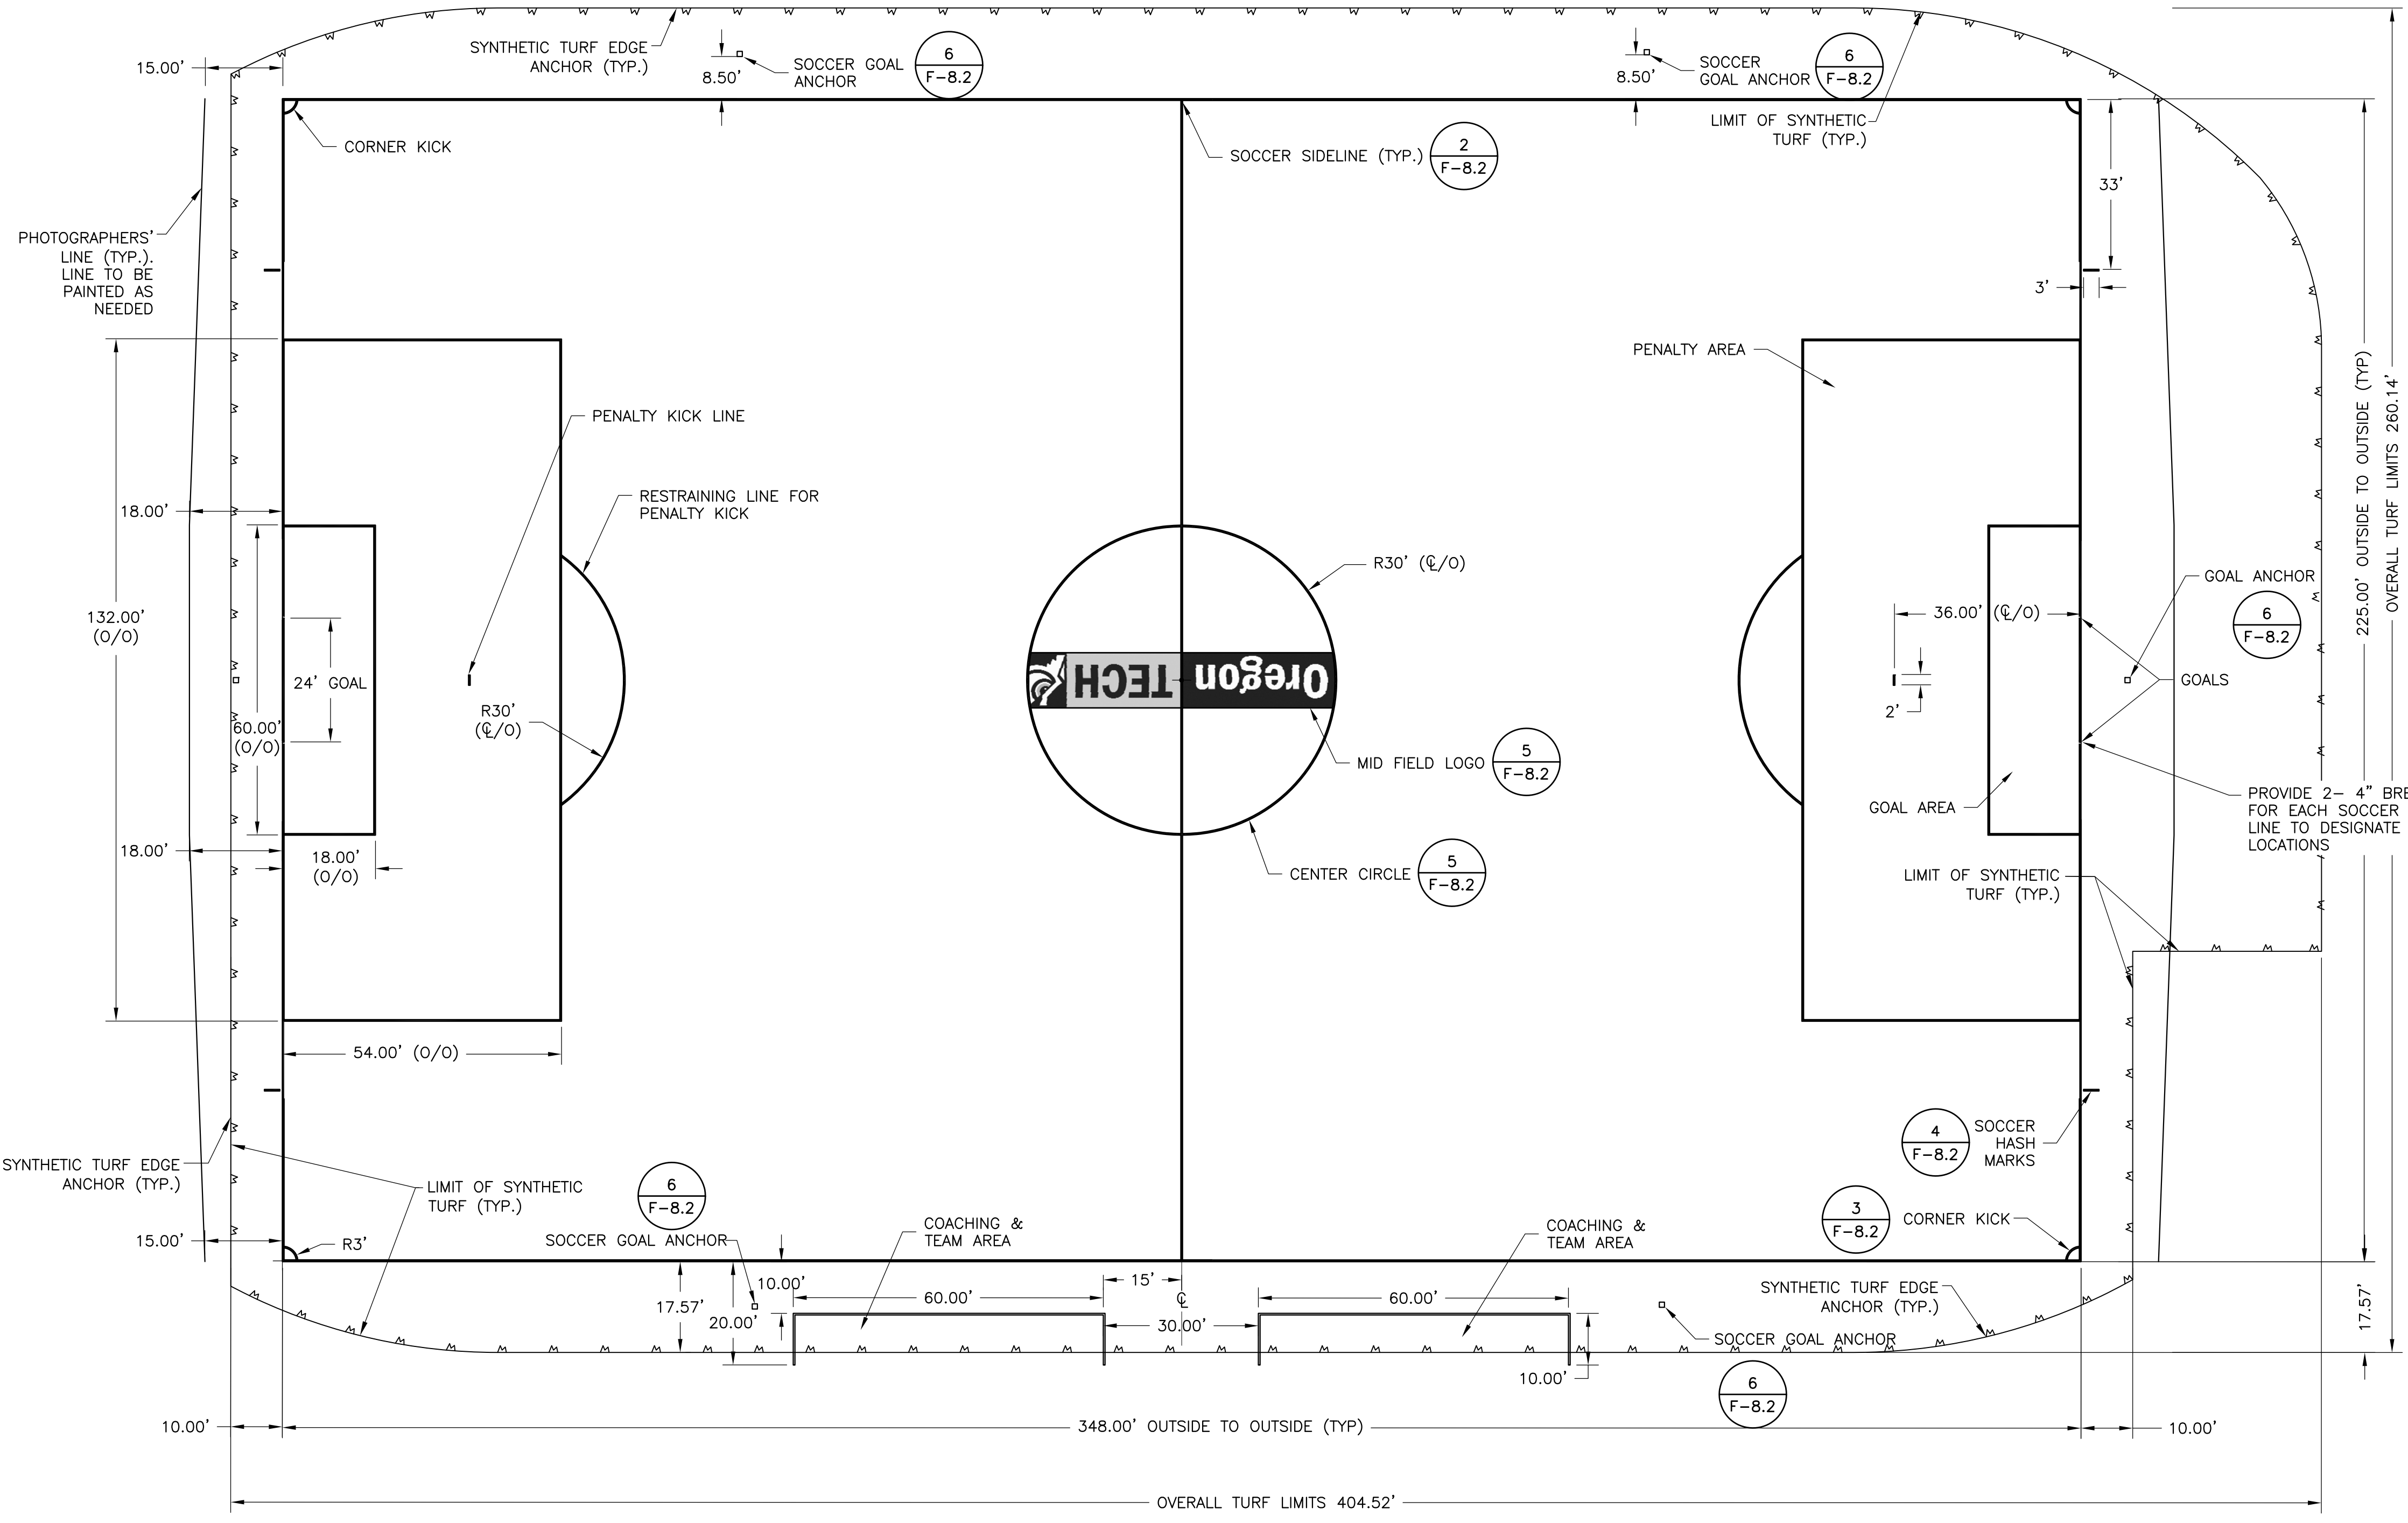 SYNTHETIC TURF EDGE
ANCHOR (TYP.)
8.50'
SOCCER GOAL
ANCHOR
6
F-8.2
8.50'
SOCCER
GOAL ANCHOR
6
F-8.2
15.00'
CORNER KICK
SOCCER SIDELINE (TYP.)
2
F-8.2
LIMIT OF SYNTHETIC
TURF (TYP.)
33'
3'
PHOTOGRAPHERS'
LINE (TYP.).
LINE TO BE
PAINTED AS
NEEDED
PENALTY AREA
PENALTY KICK LINE
RESTRAINING LINE FOR
PENALTY KICK
18.00'
R30' (℄/O)
GOAL ANCHOR
6
F-8.2
225.00' OUTSIDE TO OUTSIDE (TYP)
OVERALL TURF LIMITS 260.14'
132.00'
(O/O)
24' GOAL
60.00'
(O/O)
R30'
(℄/O)
Oregon
TECH
36.00' (℄/O)
2'
GOALS
MID FIELD LOGO
5
F-8.2
GOAL AREA
PROVIDE 2- 4" BRE
FOR EACH SOCCER
LINE TO DESIGNATE
LOCATIONS
18.00'
18.00'
(O/O)
CENTER CIRCLE
5
F-8.2
LIMIT OF SYNTHETIC
TURF (TYP.)
54.00' (O/O)
4
F-8.2
SOCCER
HASH
MARKS
SYNTHETIC TURF EDGE
ANCHOR (TYP.)
LIMIT OF SYNTHETIC
TURF (TYP.)
6
F-8.2
SOCCER GOAL ANCHOR
COACHING &
TEAM AREA
COACHING &
TEAM AREA
3
F-8.2
CORNER KICK
15.00'
R3'
17.57'
20.00'
10.00'
60.00'
15'
℄
30.00'
60.00'
10.00'
SYNTHETIC TURF EDGE
ANCHOR (TYP.)
SOCCER GOAL ANCHOR
6
F-8.2
17.57'
10.00'
348.00' OUTSIDE TO OUTSIDE (TYP)
10.00'
OVERALL TURF LIMITS 404.52'